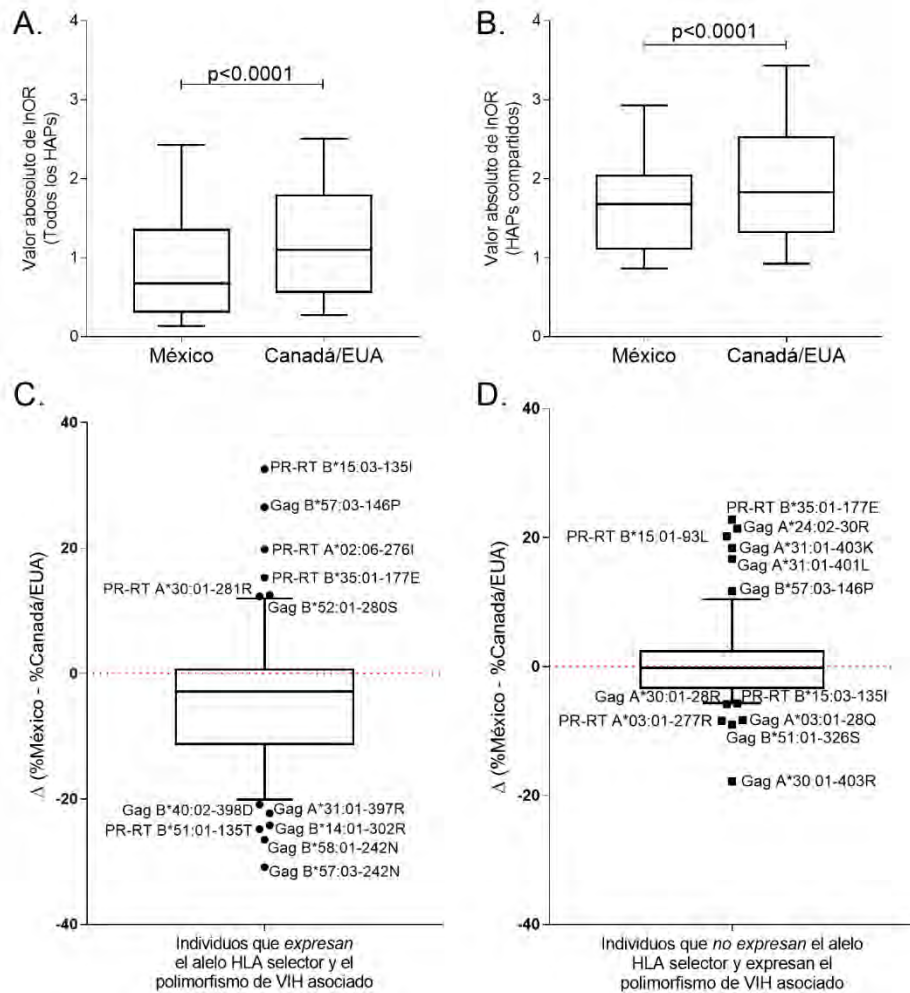 A.
Valor abosoluto de lnOR
(Todos los HAPs)
4
3
2
1
0
p<0.0001
México
Canadá/EUA
B.
Valor absoluto de lnOR
(HAPs compartidos)
4
3
2
1
0
p<0.0001
México
Canadá/EUA
C.
Δ (%México - %Canadá/EUA)
40
20
0
-20
-40
PR-RT B*15:03-135I
Gag B*57:03-146P
PR-RT A*02:06-276I
PR-RT B*35:01-177E
PR-RT A*30:01-281R
Gag B*52:01-280S
Gag B*40:02-398D
Gag A*31:01-397R
PR-RT B*51:01-135T
Gag B*14:01-302R
Gag B*58:01-242N
Gag B*57:03-242N
Individuos que expresan
el alelo HLA selector y el
polimorfismo de VIH asociado
D.
Δ (%México - %Canadá/EUA)
40
20
0
-20
-40
PR-RT B*35:01-177E
Gag A*24:02-30R
PR-RT B*15:01-93L
Gag A*31:01-403K
Gag A*31:01-401L
Gag B*57:03-146P
Gag A*30:01-28R
PR-RT B*15:03-135I
PR-RT A*03:01-277R
Gag A*03:01-28Q
Gag B*51:01-326S
Gag A*30:01-403R
Individuos que no expresan el alelo
HLA selector y expresan el
polimorfismo de VIH asociado